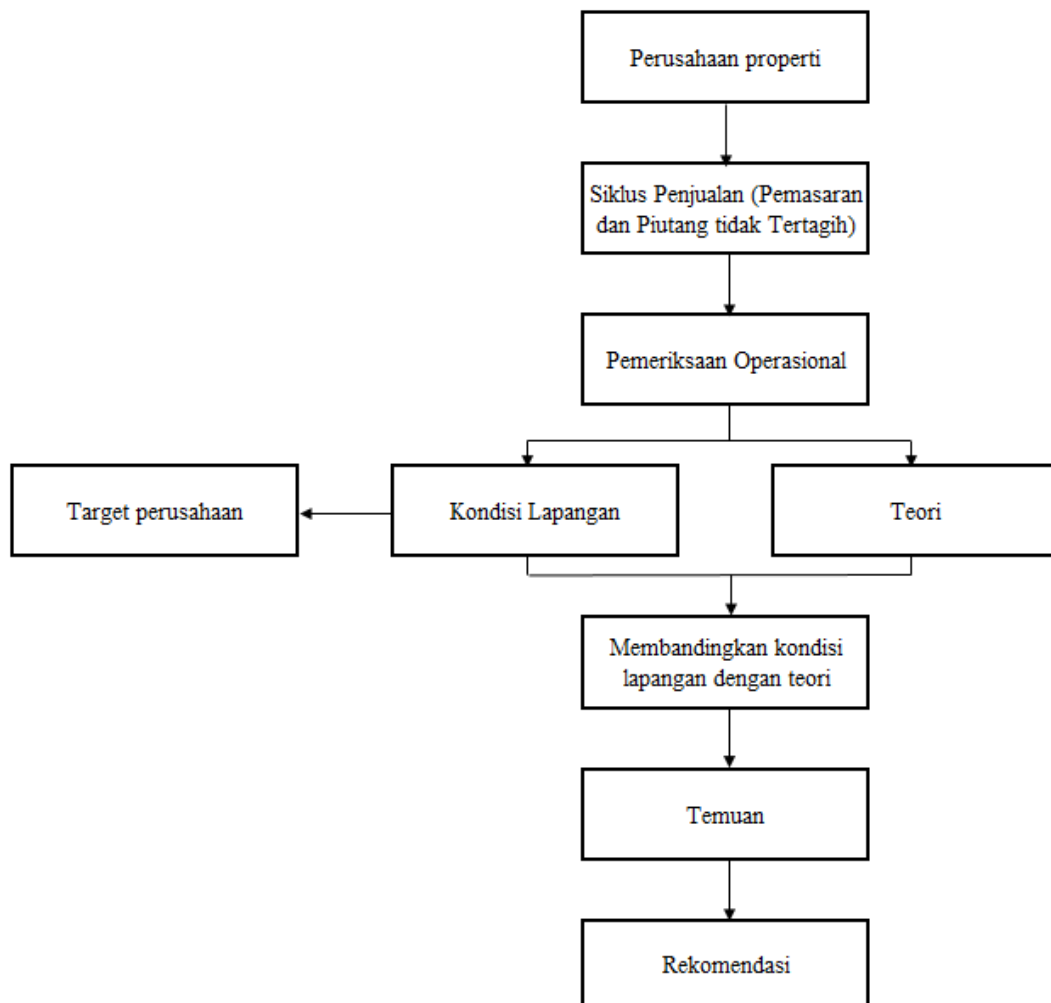 Perusahaan properti
Siklus Penjualan (Pemasaran
dan Piutang tidak Tertagih)
Pemeriksaan Operasional
Target perusahaan
Kondisi Lapangan
Teori
Membandingkan kondisi
lapangan dengan teori
Temuan
Rekomendasi